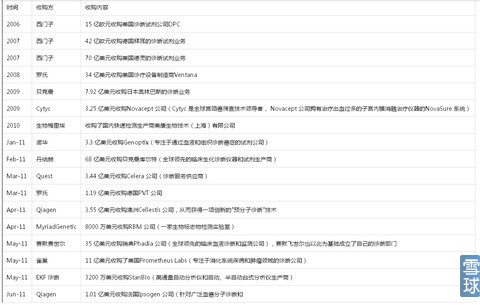 时间 收购方 收购内容
2006 西门子 15 亿欧元收购美国诊断试剂公司DPC
2007 西门子 42 亿欧元收购德国拜耳的诊断试剂业务
2007 西门子 70 亿美元收购美国德灵的诊断试剂业务
2008 罗氏 34 亿美元收购美国诊疗设备制造商Ventana
2009 贝克曼 7.92 亿美元收购日本奥林巴斯的诊断业务
2009 Cytyc 3.25 亿美元收购Novacept 公司（Cytyc 是全球宫颈癌筛查技术领导者， Novacept 公司拥有治疗出血过多的子宫内膜消融治疗仪器的NovaSure 系统）
2010 生物梅里埃 收购了国内快速检测生产商美康生物技术（上海）有限公司
Jan-11 诺华 3.3 亿美元收购Genoptix（专注于通过血液和组织诊断癌症的试剂公司）
Feb-11 丹纳赫 68 亿美元收购贝克曼库尔特（全球领先的临床生化诊断仪器和试剂生产商）
Mar-11 Quest 3.44 亿美元收购Celera 公司（诊断服务供应商）
Mar-11 罗氏 1.19 亿美元收购德国PVT 公司
Apr-11 Qiagen 3.55 亿美元收购澳洲Cellestis 公司，从而获得一项创新的“预分子诊断”技术
Apr-11 MyriadGenetic 8000 万美元收购RBM 公司（一家生物标志物检测实验室）
May-11 赛默赛世尔 35 亿美元收购瑞典Phadia 公司（全球领先的临床血液诊断和监测公司），赛默飞世尔也以此为基础成立了自己的诊断部门
May-11 雀巢 11 亿美元收购了美国Prometheus Labs（专注于消化系统疾病和肿瘤领域的诊断公司）
May-11 EKF 诊断 3200 万美元收购StanBio（高通量自动分析仪和自动、半自动台式分析仪生产商）
Jun-11 Qiagen 1.01 亿美元收购法国Ipsogen 公司（针对广泛血癌分子诊断和
雪球